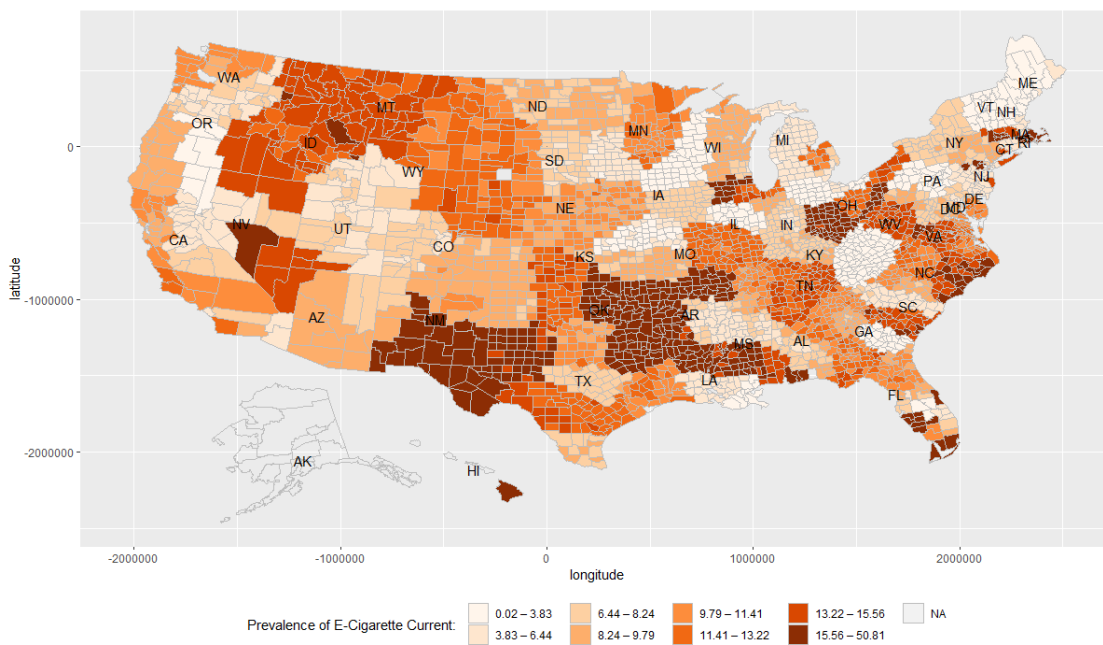 WA
MT
ND
MN
ME
VT
NH
OR
ID
WY
SD
WI
MI
NY
MA
CT
RI
PA
NJ
NV
UT
CO
NE
IA
IL
IN
OH
WV
DC
MD
DE
CA
KS
MO
KY
VA
AZ
NM
OK
AR
TN
NC
SC
TX
LA
MS
AL
GA
FL
AK
HI
0
-1000000
-2000000
latitude
-2000000
-1000000
0
1000000
2000000
longitude
Prevalence of E-Cigarette Current:
0.02 – 3.83
6.44 – 8.24
9.79 – 11.41
13.22 – 15.56
NA
3.83 – 6.44
8.24 – 9.79
11.41 – 13.22
15.56 – 50.81